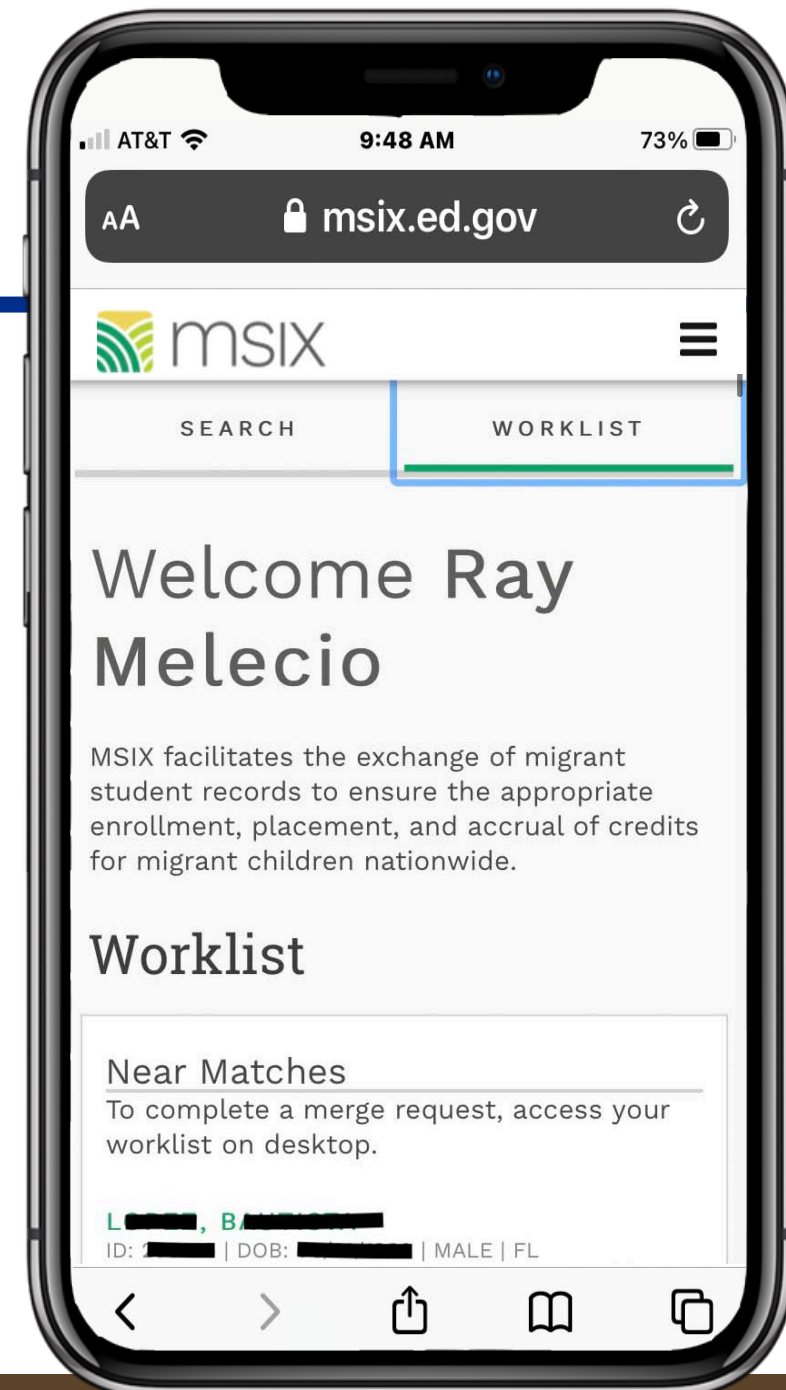 AT&T 9:48 AM 73%
AA msix.ed.gov
msix
SEARCH WORKLIST
Welcome Ray
Melecio
MSIX facilitates the exchange of migrant
student records to ensure the appropriate
enrollment, placement, and accrual of credits
for migrant children nationwide.
Worklist
Near Matches
To complete a merge request, access your
worklist on desktop.
ID: | DOB: | MALE | FL